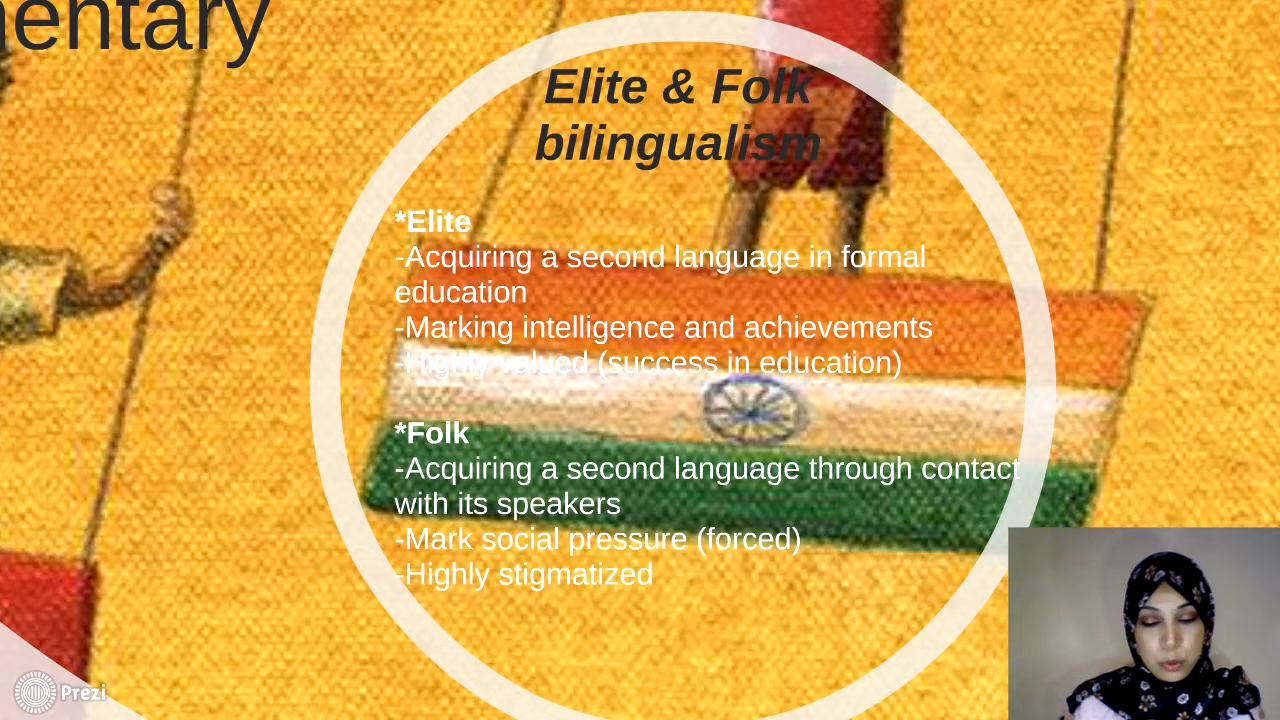 entary
Elite & Folk
bilingualism
*Elite
-Acquiring a second language in formal
education
-Marking intelligence and achievements
-Highly valued (success in education)
*Folk
-Acquiring a second language through contact
with its speakers
-Mark social pressure (forced)
-Highly stigmatized
Prezi